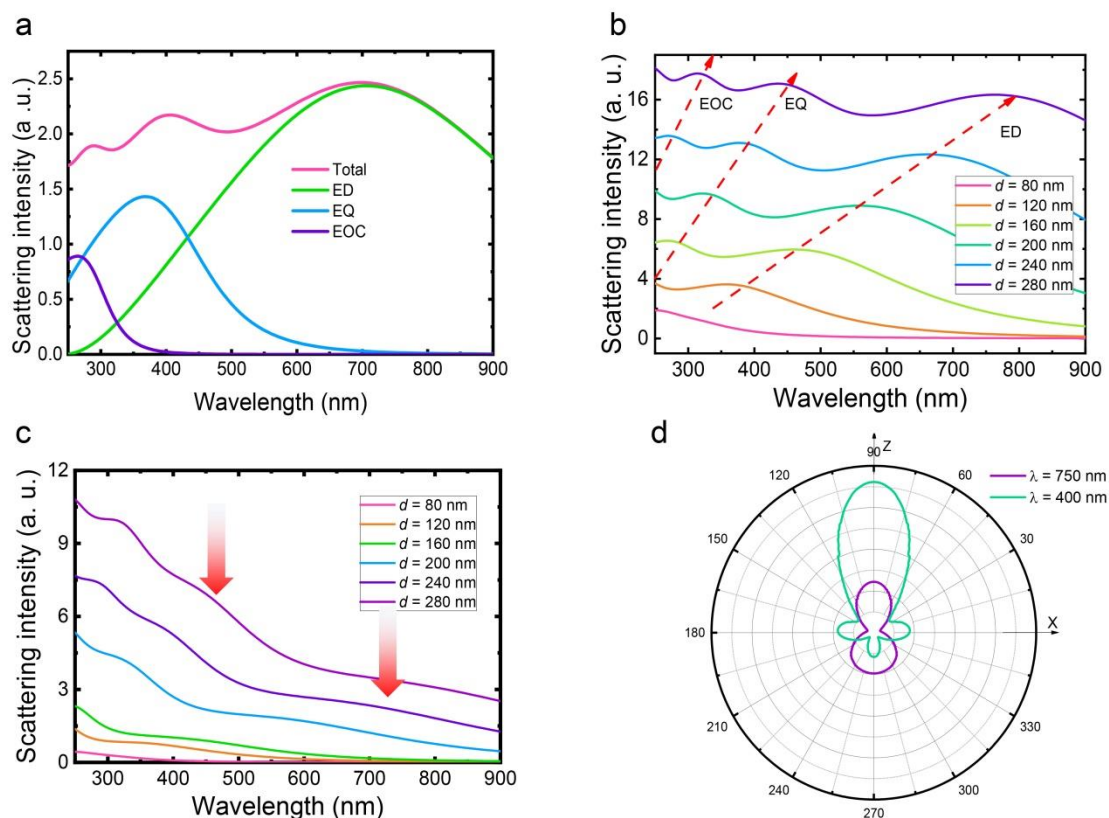 a
Scattering intensity (a .u.)
2.5
2.0
1.5
1.0
0.5
0.0
300 400 500 600 700 800 900
Wavelength (nm)
Total
ED
EQ
EOC
b
Scattering intensity (a. u.)
16
12
8
4
0
300 400 500 600 700 800 900
Wavelength (nm)
EOC
EQ
ED
d = 80 nm
d = 120 nm
d = 160 nm
d = 200 nm
d = 240 nm
d = 280 nm
c
Scattering intensity (a. u.)
12
9
6
3
0
300 400 500 600 700 800 900
Wavelength (nm)
d = 80 nm
d = 120 nm
d = 160 nm
d = 200 nm
d = 240 nm
d = 280 nm
d
Z
90
120 60
150 30
180 X
210 330
240 300
270
λ = 750 nm
λ = 400 nm